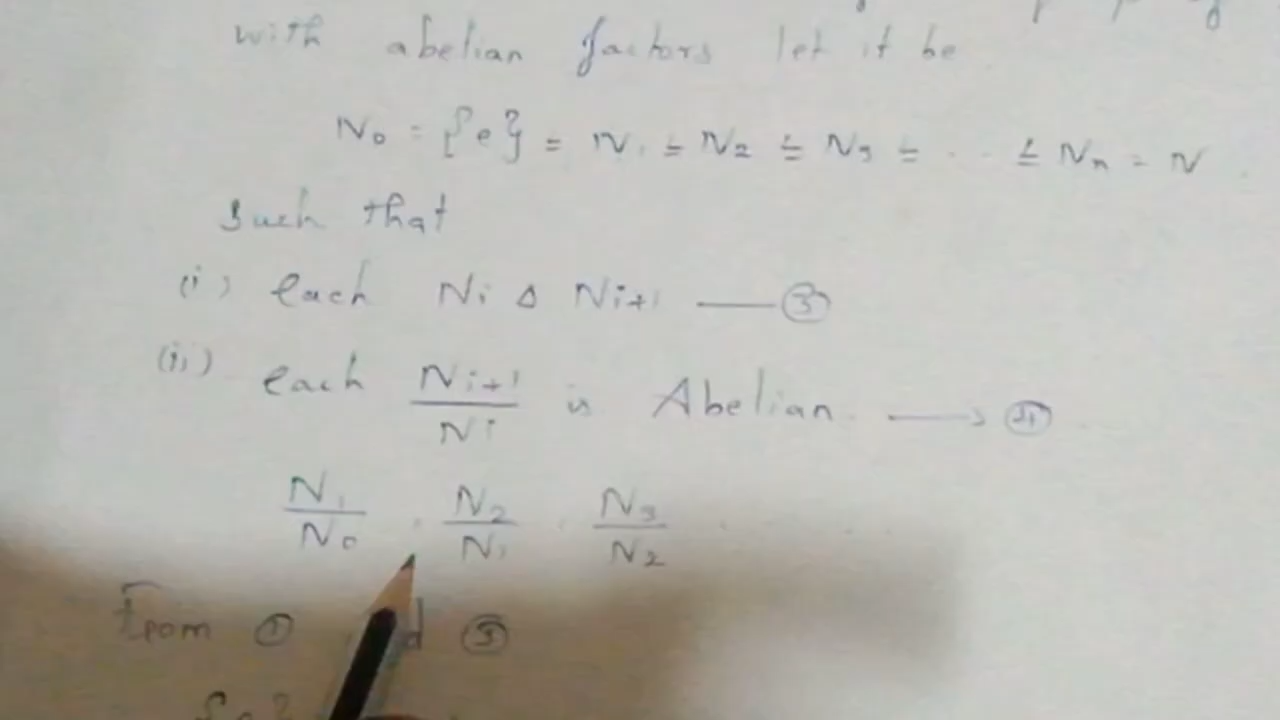 with abelian factors let it be
N₀ = {e} = N₁ ≤ N₂ ≤ N₃ ≤ . . ≤ Nₙ = N
such that
(i) each Ni Δ Ni+1 —— ③
(ii) each Ni+1/Ni is Abelian. ——> ④
N₁/N₀ , N₂/N₁ , N₃/N₂ , . . . .
From ① ③
{e}